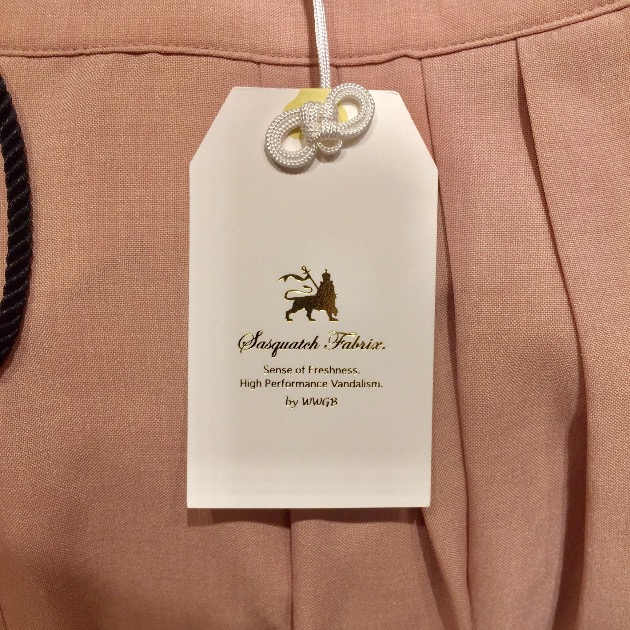 Sasquatch Fabrix.
Sense of Freshness.
High Performance Vandalism.
by WWGB